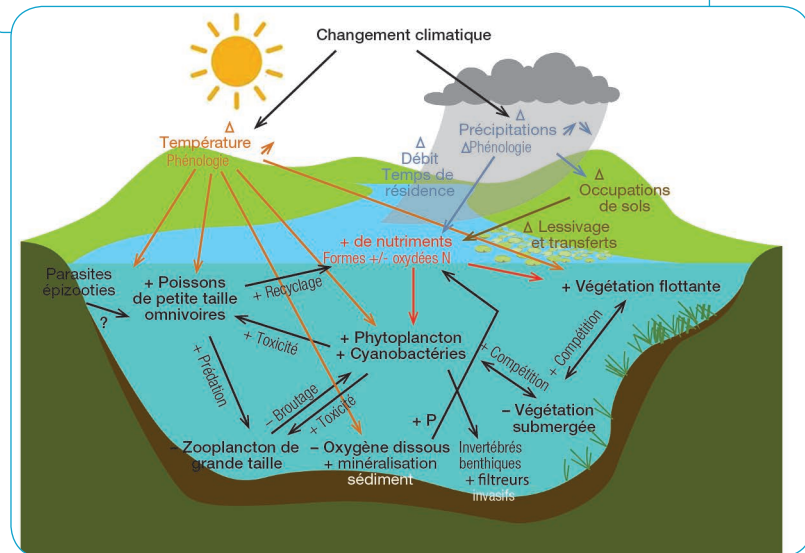 Changement climatique
Δ
Température
Phénologie
Δ
Précipitations
Δ Phénologie
Δ
Débit
Temps de
résidence
Δ
Occupations
de sols
Δ Lessivage
et transferts
+ de nutriments
Formes +/- oxydées N
Parasites
épizooties
?
+ Poissons
de petite taille
omnivoires
+ Recyclage
+ Végétation flottante
+ Toxicité
+ Phytoplancton
+ Cyanobactéries
+ Compétition
+ Compétition
+ Prédation
– Broutage
+ Toxicité
+ P
– Végétation
submergée
– Zooplancton de
grande taille
– Oxygène dissous
+ minéralisation
sédiment
Invertébrés
benthiques
+ filtreurs
invasifs